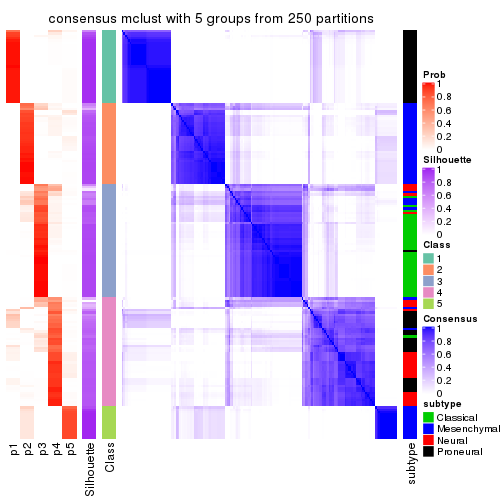 consensus mclust with 5 groups from 250 partitions
Prob
1
0.8
0.6
0.4
0.2
0
Silhouette
1
0.8
0.6
0.4
0.2
0
Class
1
2
3
4
5
Consensus
1
0.8
0.6
0.4
0.2
0
subtype
Classical
Mesenchymal
Neural
Proneural
p1
p2
p3
p4
p5
Silhouette
Class
subtype